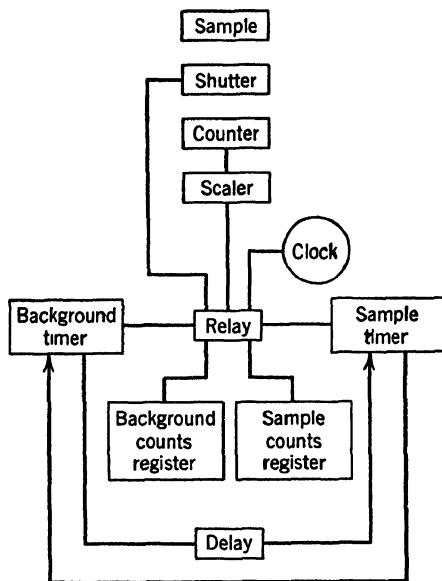 Sample
Shutter
Counter
Scaler
Clock
Background
timer
Relay
Sample
timer
Background
counts
register
Sample
counts
register
Delay